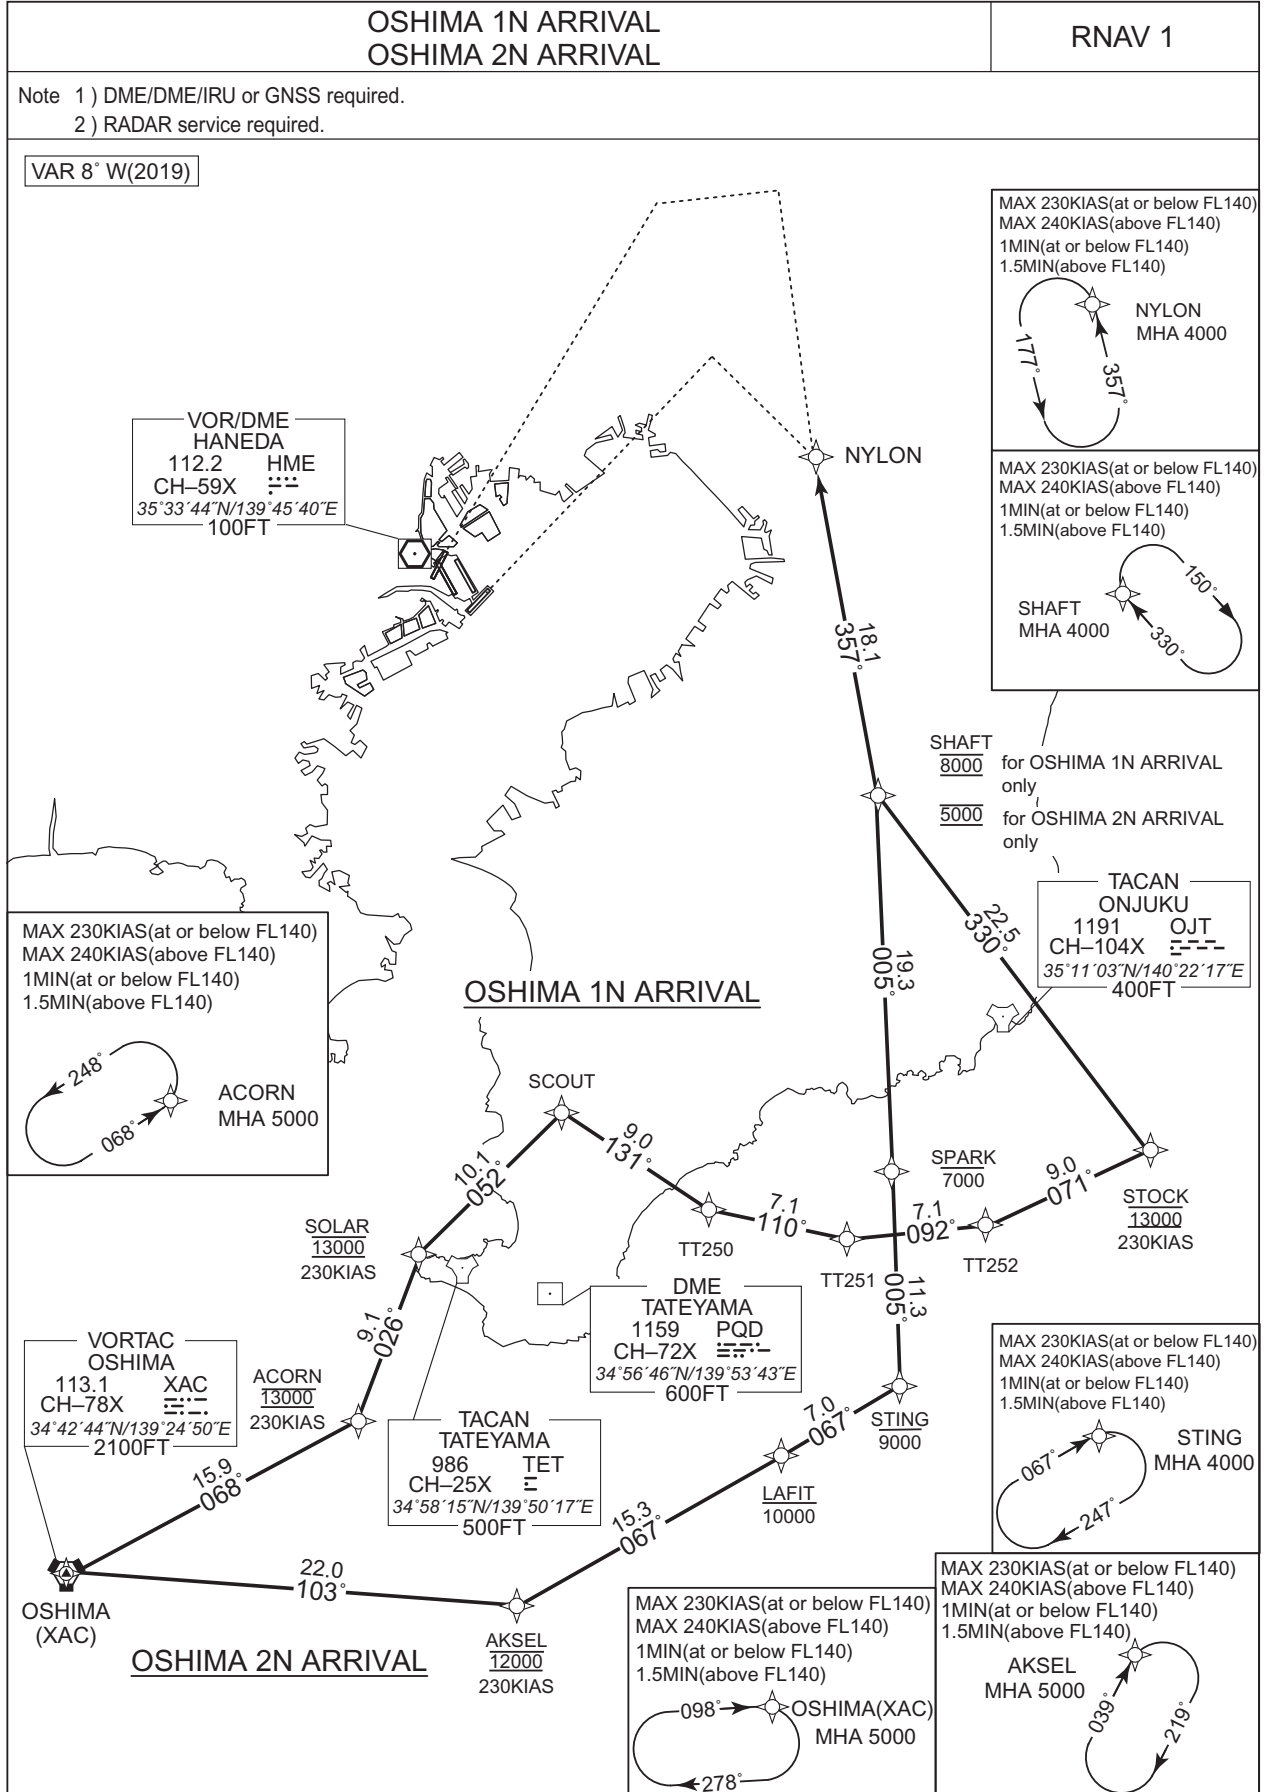 OSHIMA 1N ARRIVAL
OSHIMA 2N ARRIVAL
RNAV 1
Note 1 ) DME/DME/IRU or GNSS required.
2 ) RADAR service required.
VAR 8° W(2019)
MAX 230KIAS(at or below FL140)
MAX 240KIAS(above FL140)
1MIN(at or below FL140)
1.5MIN(above FL140)
NYLON
MHA 4000
177°
357°
VOR/DME
HANEDA
112.2 HME
CH–59X
35°33´44˝N/139°45´40˝E
100FT
NYLON
MAX 230KIAS(at or below FL140)
MAX 240KIAS(above FL140)
1MIN(at or below FL140)
1.5MIN(above FL140)
150°
SHAFT
MHA 4000
330°
18.1
357°
SHAFT
8000 for OSHIMA 1N ARRIVAL
only
5000 for OSHIMA 2N ARRIVAL
only
TACAN
ONJUKU
1191 OJT
CH–104X
35°11´03˝N/140°22´17˝E
400FT
22.5
330°
19.3
005°
MAX 230KIAS(at or below FL140)
MAX 240KIAS(above FL140)
1MIN(at or below FL140)
1.5MIN(above FL140)
248°
ACORN
MHA 5000
068°
OSHIMA 1N ARRIVAL
SCOUT
9.0
131°
10.1
052°
SPARK
7000
9.0
071°
STOCK
13000
230KIAS
7.1
110°
7.1
092°
TT250
TT251
TT252
SOLAR
13000
230KIAS
11.3
005°
DME
TATEYAMA
1159 PQD
CH–72X
34°56´46˝N/139°53´43˝E
600FT
9.1
026°
VORTAC
OSHIMA
113.1 XAC
CH–78X
34°42´44˝N/139°24´50˝E
2100FT
ACORN
13000
230KIAS
TACAN
TATEYAMA
986 TET
CH–25X
34°58´15˝N/139°50´17˝E
500FT
7.0
067°
STING
9000
LAFIT
10000
MAX 230KIAS(at or below FL140)
MAX 240KIAS(above FL140)
1MIN(at or below FL140)
1.5MIN(above FL140)
STING
MHA 4000
067°
247°
15.9
068°
15.3
067°
22.0
103°
OSHIMA
(XAC)
OSHIMA 2N ARRIVAL
AKSEL
12000
230KIAS
MAX 230KIAS(at or below FL140)
MAX 240KIAS(above FL140)
1MIN(at or below FL140)
1.5MIN(above FL140)
098°
OSHIMA(XAC)
MHA 5000
278°
MAX 230KIAS(at or below FL140)
MAX 240KIAS(above FL140)
1MIN(at or below FL140)
1.5MIN(above FL140)
AKSEL
MHA 5000
039°
219°